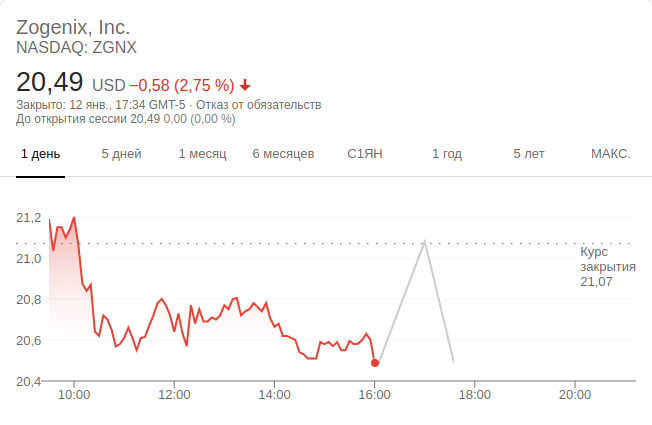 Zogenix, Inc.
NASDAQ: ZGNX
20,49 USD −0,58 (2,75 %)
Закрыто: 12 янв., 17:34 GMT-5 · Отказ от обязательств
До открытия сессии 20,49 0,00 (0,00 %)
1 день 5 дней 1 месяц 6 месяцев С1ЯН 1 год 5 лет МАКС.
21,2
21,0
20,8
20,6
20,4
Курс
закрытия
21,07
10:00 12:00 14:00 16:00 18:00 20:00